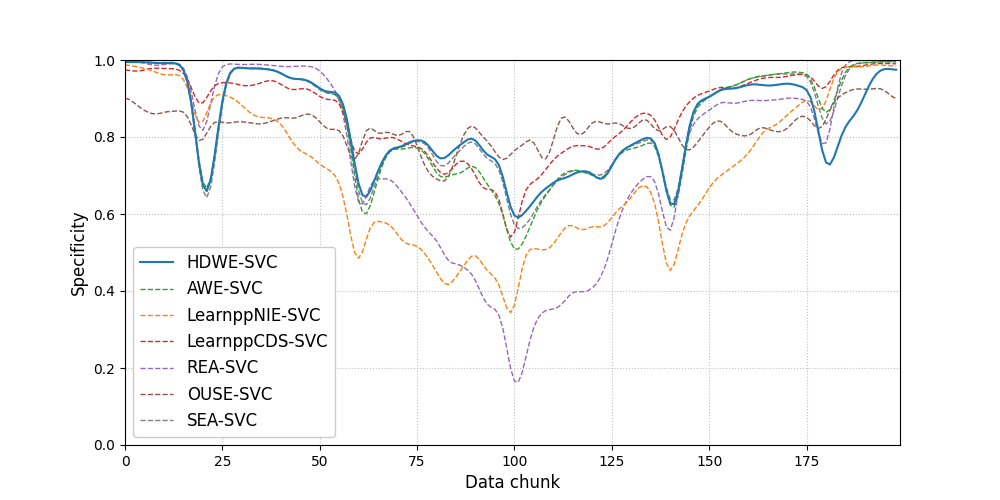 1.0
0.8
0.6
0.4
0.2
0.0
Specificity
HDWE-SVC
AWE-SVC
LearnppNIE-SVC
LearnppCDS-SVC
REA-SVC
OUSE-SVC
SEA-SVC
0 25 50 75 100 125 150 175
Data chunk